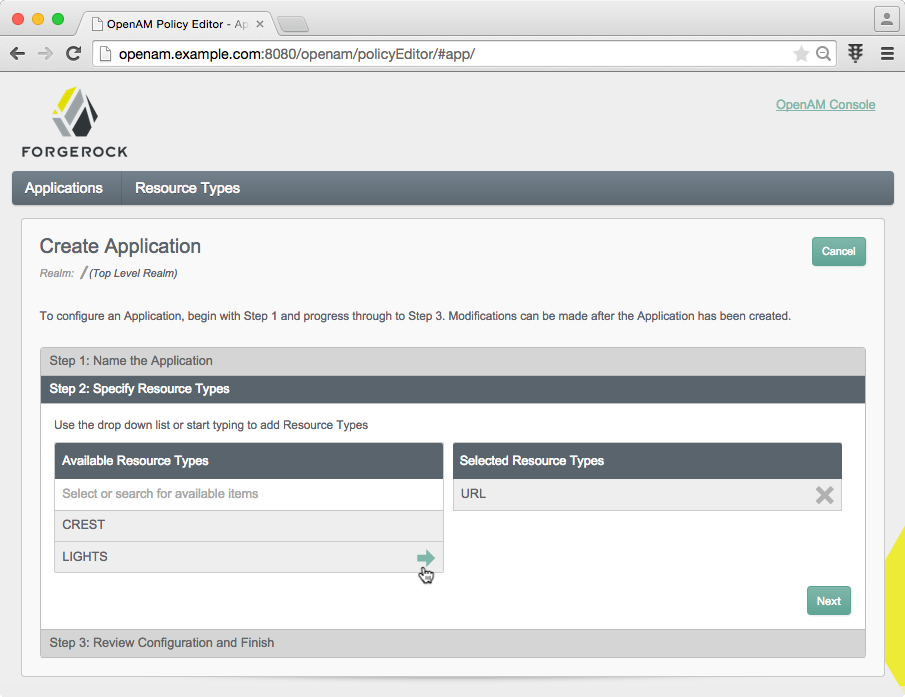 OpenAM Policy Editor - Ap
openam.example.com:8080/openam/policyEditor/#app/
OpenAM Console
FORGEROCK
Applications Resource Types
Create Application
Cancel
Realm: / (Top Level Realm)
To configure an Application, begin with Step 1 and progress through to Step 3. Modifications can be made after the Application has been created.
Step 1: Name the Application
Step 2: Specify Resource Types
Use the drop down list or start typing to add Resource Types
Available Resource Types
Select or search for available items
CREST
LIGHTS
Selected Resource Types
URL
Next
Step 3: Review Configuration and Finish